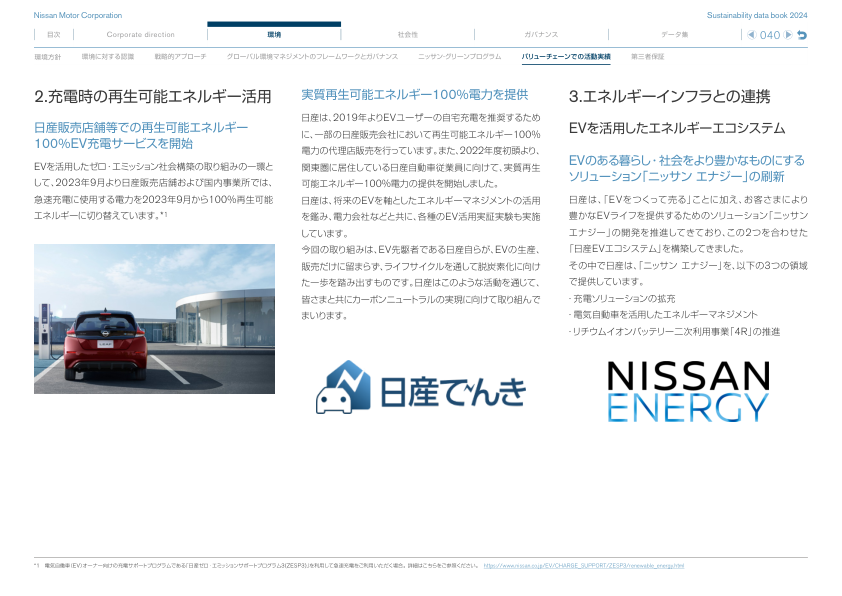 Nissan Motor Corporation
Sustainability data book 2024
目次
Corporate direction
環境
社会性
ガバナンス
データ集
040
環境方針
環境に対する認識
戦略的アプローチ
グローバル環境マネジメントのフレームワークとガバナンス
ニッサン・グリーンプログラム
バリューチェーンでの活動実績
第三者保証
2.充電時の再生可能エネルギー活用
日産販売店舗等での再生可能エネルギー
100%EV充電サービスを開始
EVを活用したゼロ・エミッション社会構築の取り組みの一環と
して、2023年9月より日産販売店舗および国内事業所では、
急速充電に使用する電力を2023年9月から100%再生可能
エネルギーに切り替えています。*1
実質再生可能エネルギー100%電力を提供
日産は、2019年よりEVユーザーの自宅充電を推奨するため
に、一部の日産販売会社において再生可能エネルギー100%
電力の代理店販売を行っています。また、2022年度初頭より、
関東圏に居住している日産自動車従業員に向けて、実質再生
可能エネルギー100%電力の提供を開始しました。
日産は、将来のEVを軸としたエネルギーマネジメントの活用
を鑑み、電力会社などと共に、各種のEV活用実証実験も実施
しています。
今回の取り組みは、EV先駆者である日産自らが、EVの生産、
販売だけに留まらず、ライフサイクルを通して脱炭素化に向け
た一歩を踏み出すものです。日産はこのような活動を通じて、
皆さまと共にカーボンニュートラルの実現に向けて取り組んで
まいります。
日産でんき
3.エネルギーインフラとの連携
EVを活用したエネルギーエコシステム
EVのある暮らし・社会をより豊かなものにする
ソリューション「ニッサン エナジー」の刷新
日産は、「EVをつくって売る」ことに加え、お客さまにより
豊かなEVライフを提供するためのソリューション「ニッサン
エナジー」の開発を推進してきており、この2つを合わせた
「日産EVエコシステム」を構築してきました。
その中で日産は、「ニッサン エナジー」を、以下の3つの領域
で提供しています。
・充電ソリューションの拡充
・電気自動車を活用したエネルギーマネジメント
・リチウムイオンバッテリー二次利用事業「4R」の推進
NISSAN
ENERGY
*1 電気自動車(EV)オーナー向けの充電サポートプログラムである「日産ゼロ・エミッションサポートプログラム3(ZESP3)」を利用して急速充電をご利用いただく場合。詳細はこちらをご参照ください。 https://www.nissan.co.jp/EV/CHARGE_SUPPORT/ZESP3/renewable_energy.html